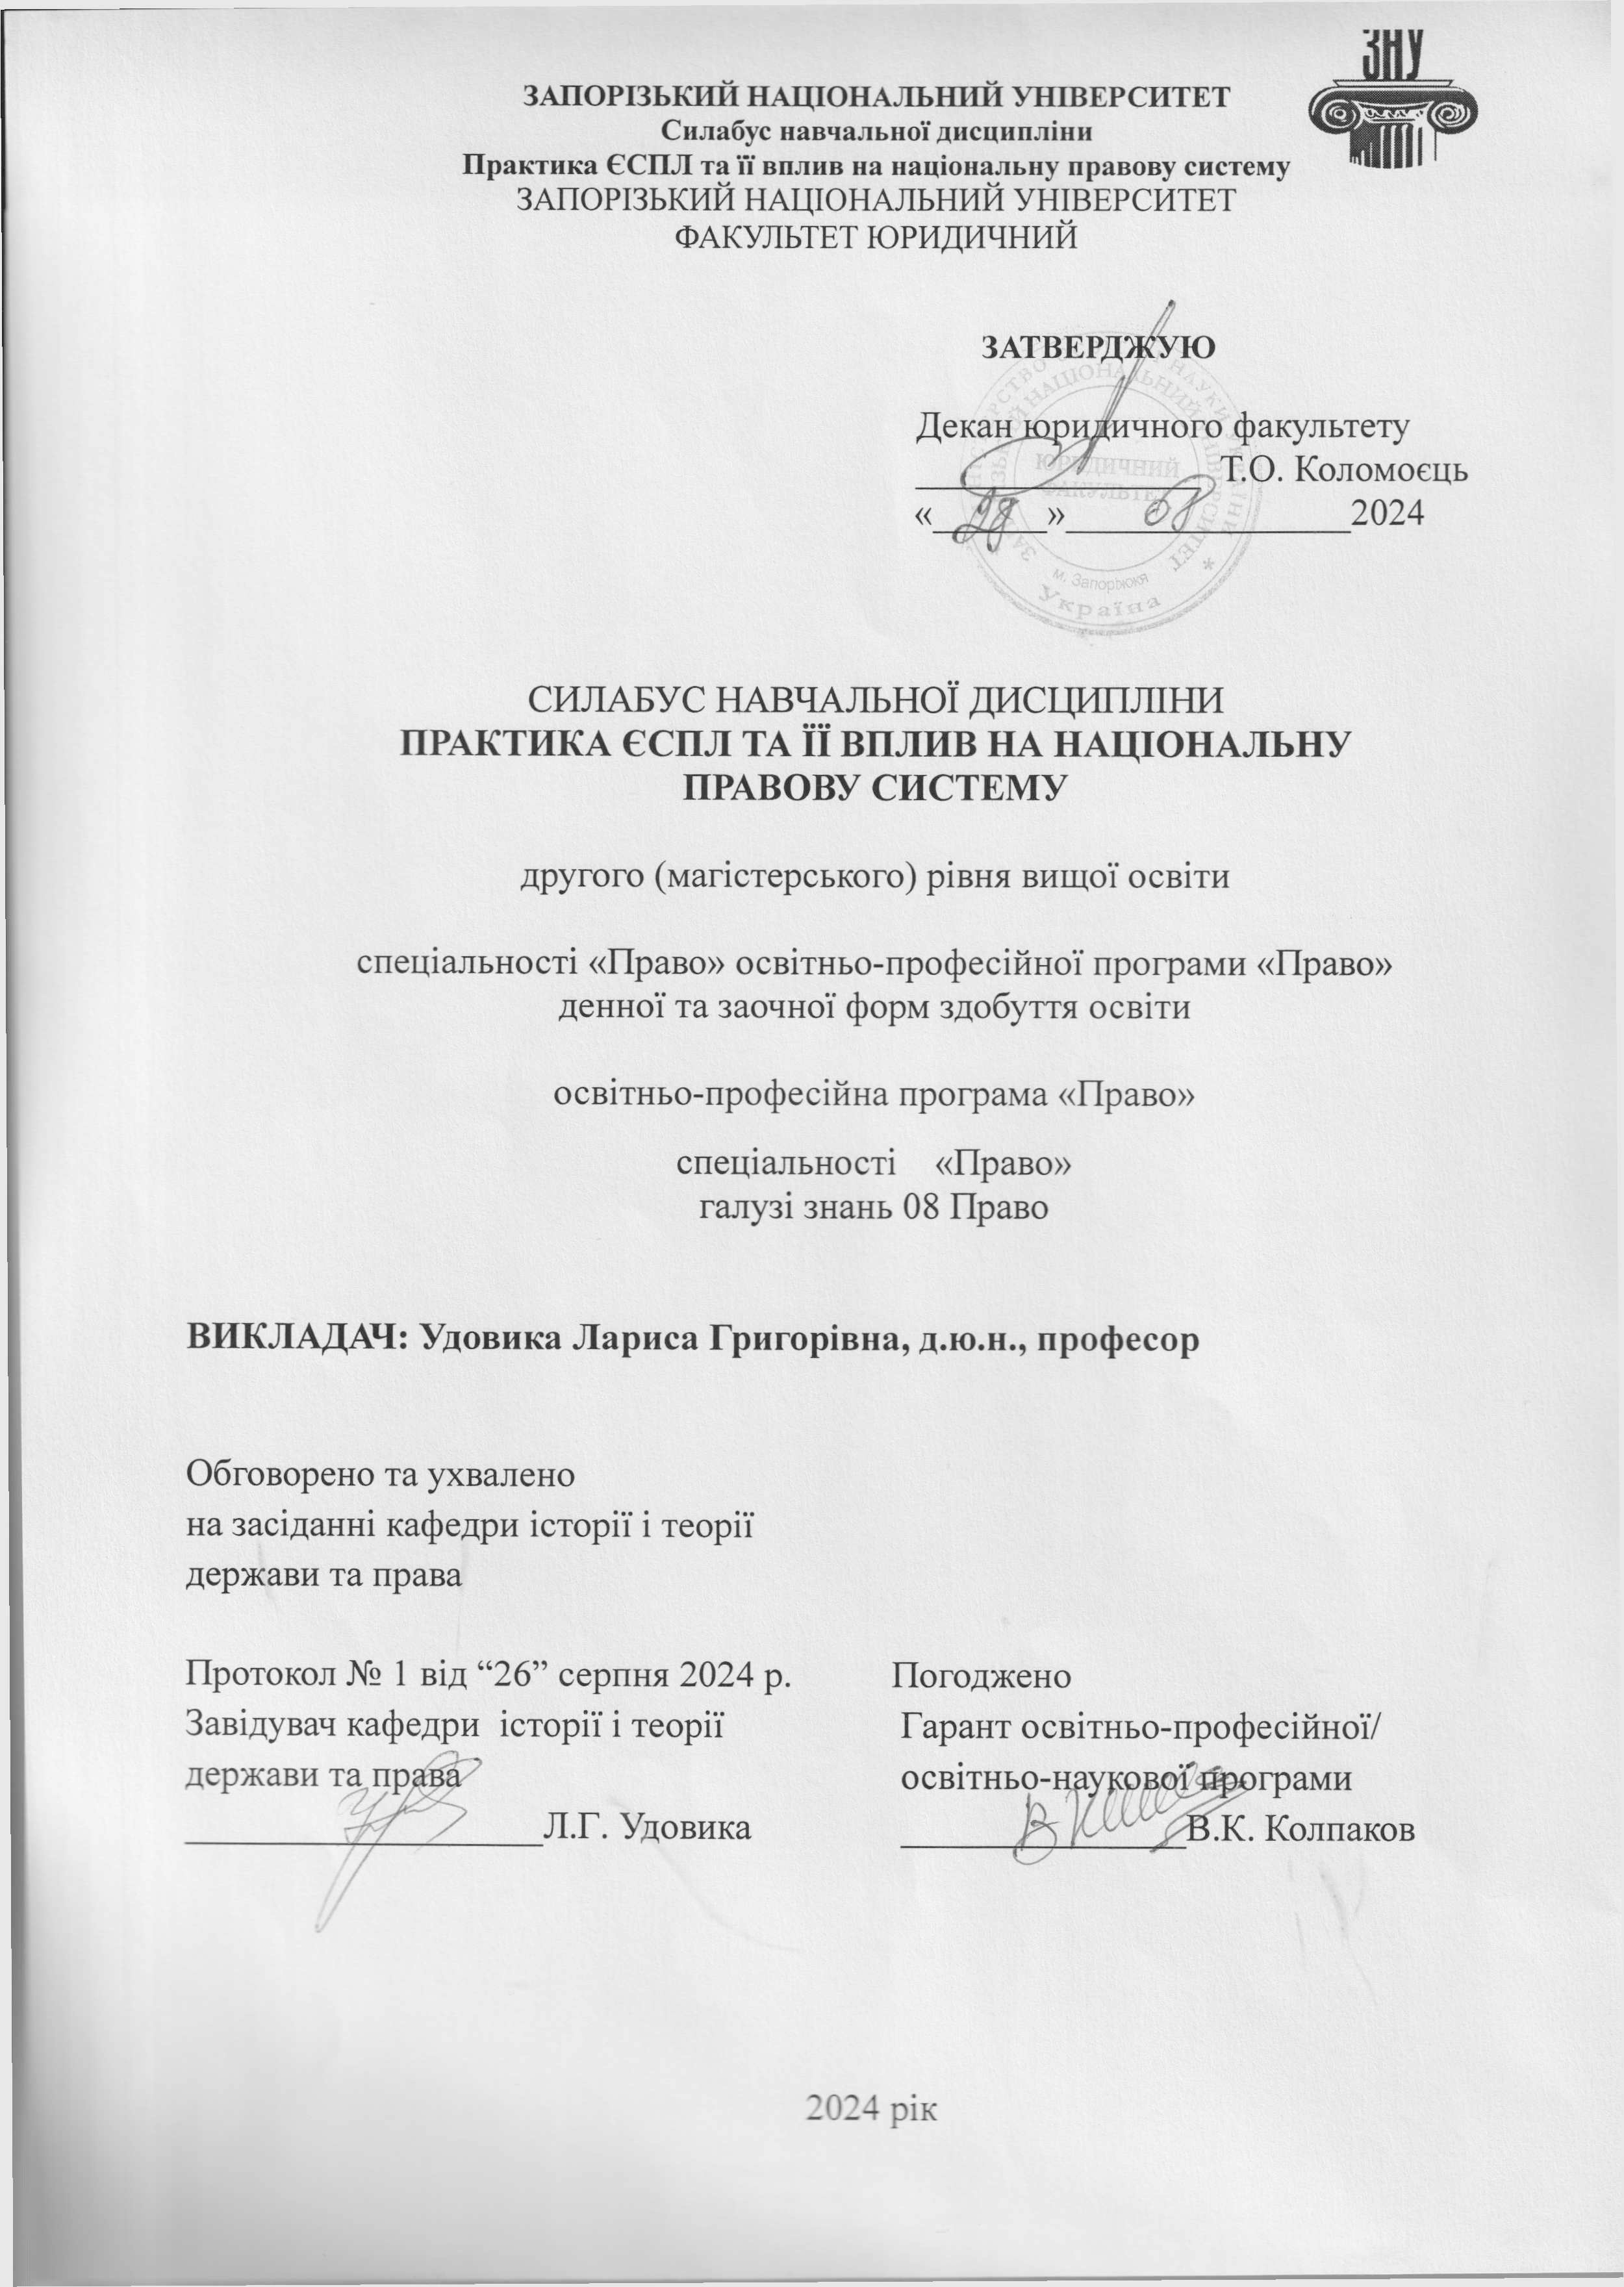 ЗНУ
ЗАПОРІЗЬКИЙ НАЦІОНАЛЬНИЙ УНІВЕРСИТЕТ
Силабус навчальної дисципліни
Практика ЄСПЛ та її вплив на національну правову систему
ЗАПОРІЗЬКИЙ НАЦІОНАЛЬНИЙ УНІВЕРСИТЕТ
ФАКУЛЬТЕТ ЮРИДИЧНИЙ
ЗАТВЕРДЖУЮ
Декан юридичного факультету
Т.О. Коломоєць
«28» 08 2024
ЮРИДИЧНИЙ
м. Запоріжжя
Україна
СИЛАБУС НАВЧАЛЬНОЇ ДИСЦИПЛІНИ
ПРАКТИКА ЄСПЛ ТА ЇЇ ВПЛИВ НА НАЦІОНАЛЬНУ
ПРАВОВУ СИСТЕМУ
другого (магістерського) рівня вищої освіти
спеціальності «Право» освітньо-професійної програми «Право»
денної та заочної форм здобуття освіти
освітньо-професійна програма «Право»
спеціальності «Право»
галузі знань 08 Право
ВИКЛАДАЧ: Удовика Лариса Григорівна, д.ю.н., професор
Обговорено та ухвалено
на засіданні кафедри історії і теорії
держави та права
Протокол № 1 від “26” серпня 2024 р.
Завідувач кафедри історії і теорії
держави та права
Л.Г. Удовика
Погоджено
Гарант освітньо-професійної/
освітньо-наукової програми
В.К. Колпаков
2024 рік